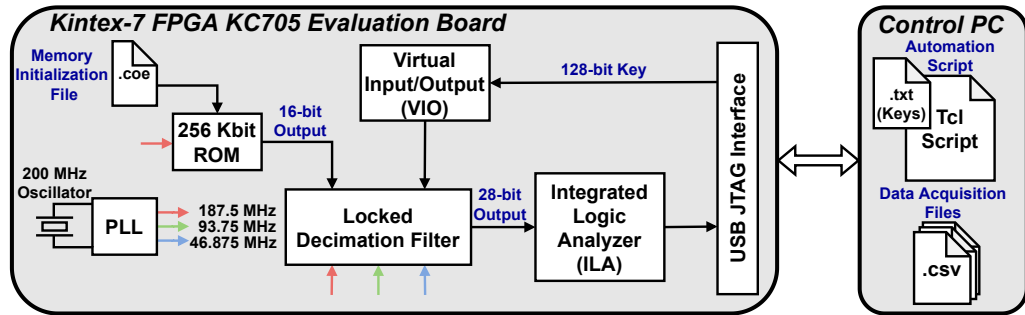 Kintex-7 FPGA KC705 Evaluation Board
Memory
Initialization
File
.coe
256 Kbit
ROM
16-bit
Output
Virtual
Input/Output
(VIO)
128-bit Key
200 MHz
Oscillator
PLL
187.5 MHz
93.75 MHz
46.875 MHz
Locked
Decimation Filter
28-bit
Output
Integrated
Logic
Analyzer
(ILA)
USB JTAG Interface
Control PC
Automation
Script
.txt
(Keys)
Tcl
Script
Data Acquisition
Files
.csv